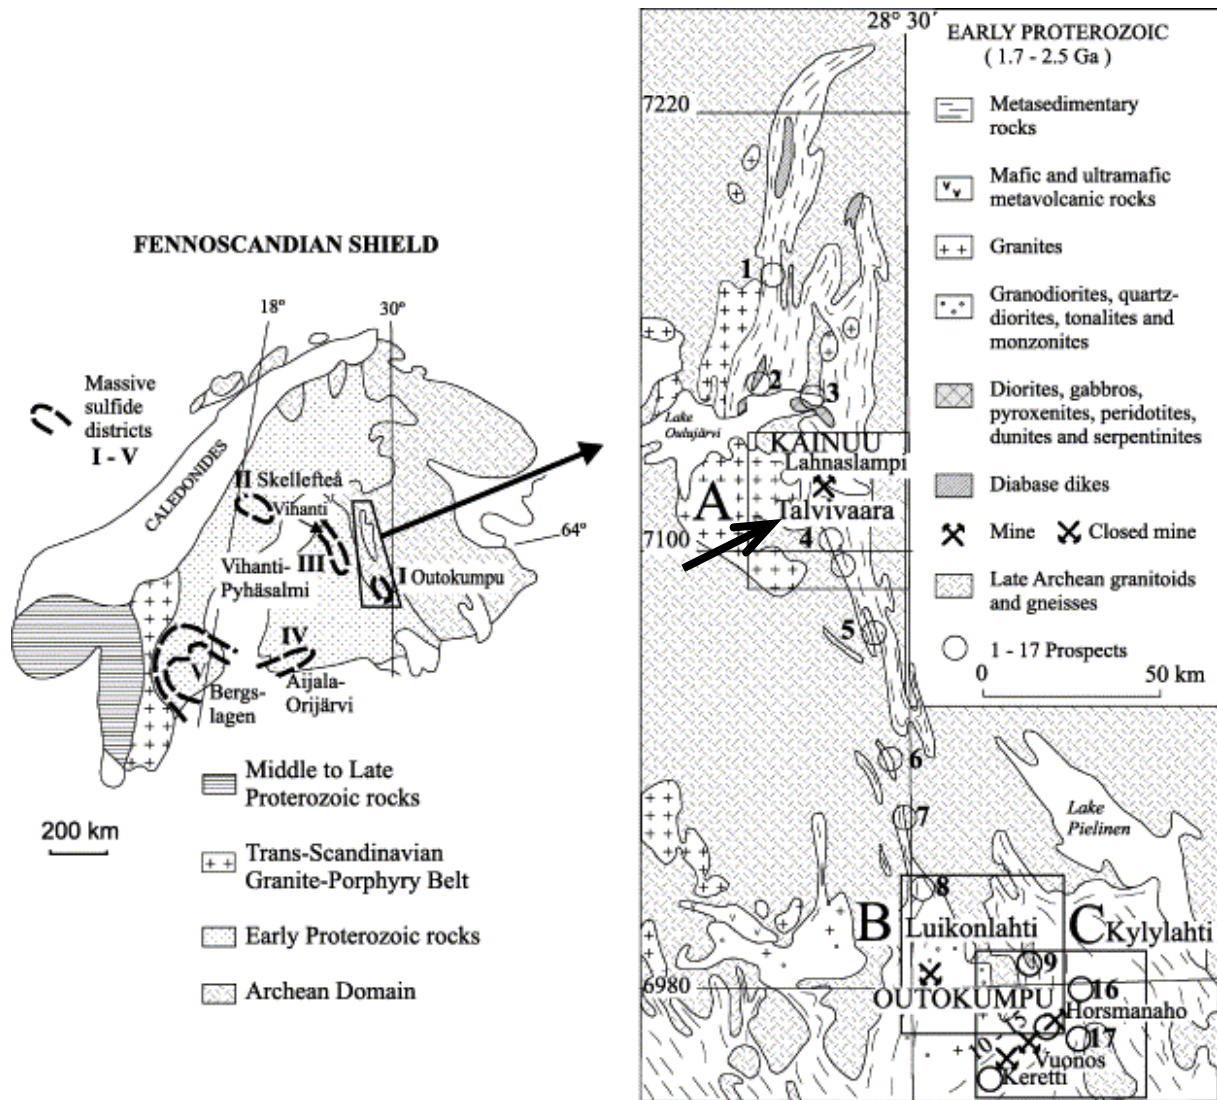 FENNOSCANDIAN SHIELD
18°
30°
Massive
sulfide
districts
I - V
CALEDONIDES
II Skellefteå
Vihanti
64°
III
Vihanti-
Pyhäsalmi
I Outokumpu
IV
V
Bergs-
lagen
Aijala-
Orijärvi
200 km
Middle to Late
Proterozoic rocks
Trans-Scandinavian
Granite-Porphyry Belt
Early Proterozoic rocks
Archean Domain
28° 30´
7220
1
2
3
Lake
Oulujärvi
KAINUU
Lahnaslampi
A
Talvivaara
7100
4
5
6
7
Lake
Pielinen
8
B
Luikonlahti
C
Kylylahti
9
6980
OUTOKUMPU
16
Horsmanaho
10 - 15
17
Vuonos
Keretti
EARLY PROTEROZOIC
( 1.7 - 2.5 Ga )
Metasedimentary
rocks
Mafic and ultramafic
metavolcanic rocks
Granites
Granodiorites, quartz-
diorites, tonalites and
monzonites
Diorites, gabbros,
pyroxenites, peridotites,
dunites and serpentinites
Diabase dikes
Mine
Closed mine
Late Archean granitoids
and gneisses
1 - 17 Prospects
0
50 km